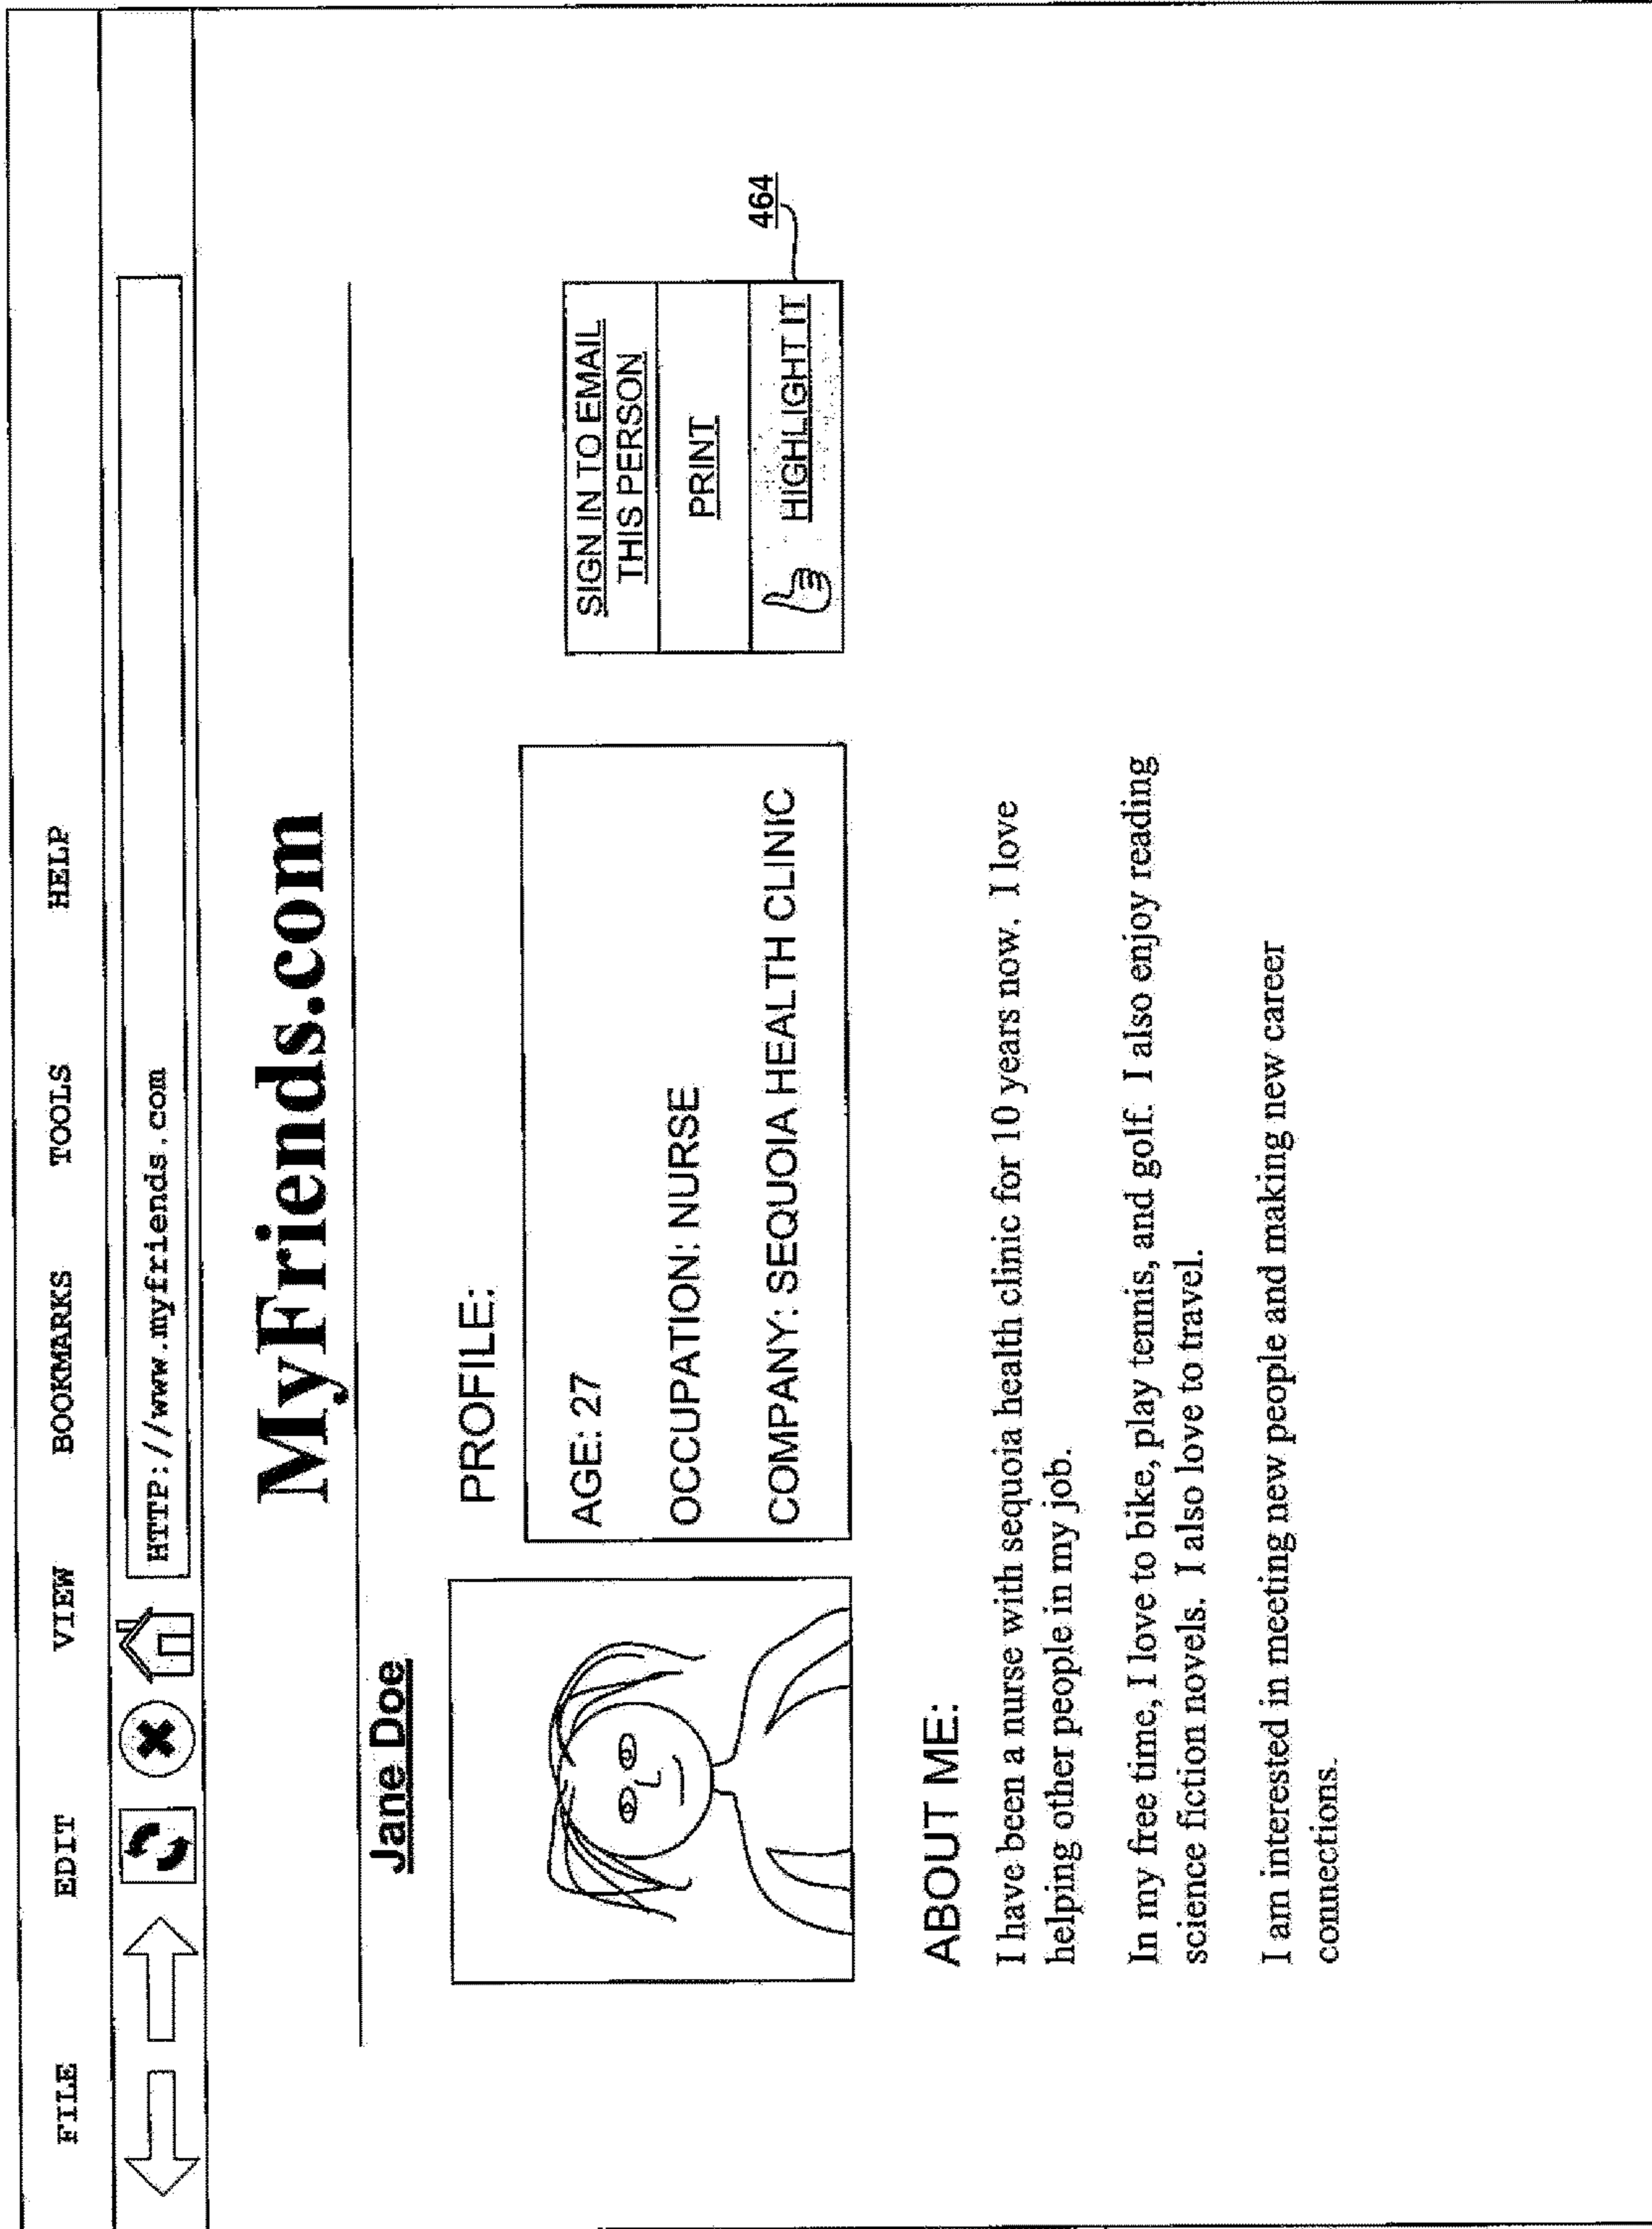 FILE EDIT VIEW BOOKMARKS TOOLS HELP
HTTP://www.myfriends.com
MyFriends.com
Jane Doe
PROFILE:
AGE: 27
OCCUPATION: NURSE
COMPANY: SEQUOIA HEALTH CLINIC
SIGN IN TO EMAIL
THIS PERSON
PRINT
HIGHLIGHT IT
464
ABOUT ME:
I have been a nurse with sequoia health clinic for 10 years now. I love
helping other people in my job.
In my free time, I love to bike, play tennis, and golf. I also enjoy reading
science fiction novels. I also love to travel.
I am interested in meeting new people and making new career
connections.